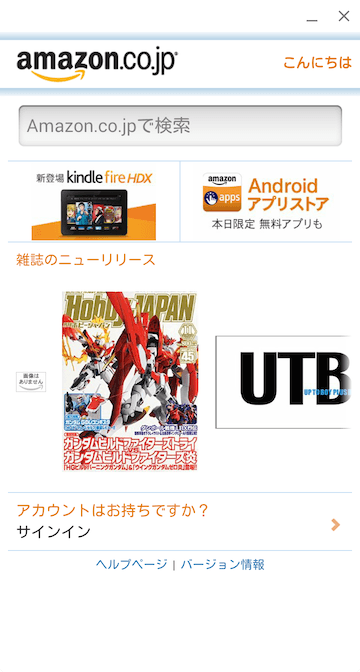 amazon.co.jp
こんにちは
Amazon.co.jpで検索
新登場 kindle fire HDX
amazon
apps
Android
アプリストア
本日限定 無料アプリも
雑誌のニューリリース
画像は
ありません
Hobby JAPAN
45
ガンダムビルドファイターズトライ
VS
ガンダムビルドファイターズ炎
UTB
アカウントはお持ちですか？
サインイン
ヘルプページ | バージョン情報